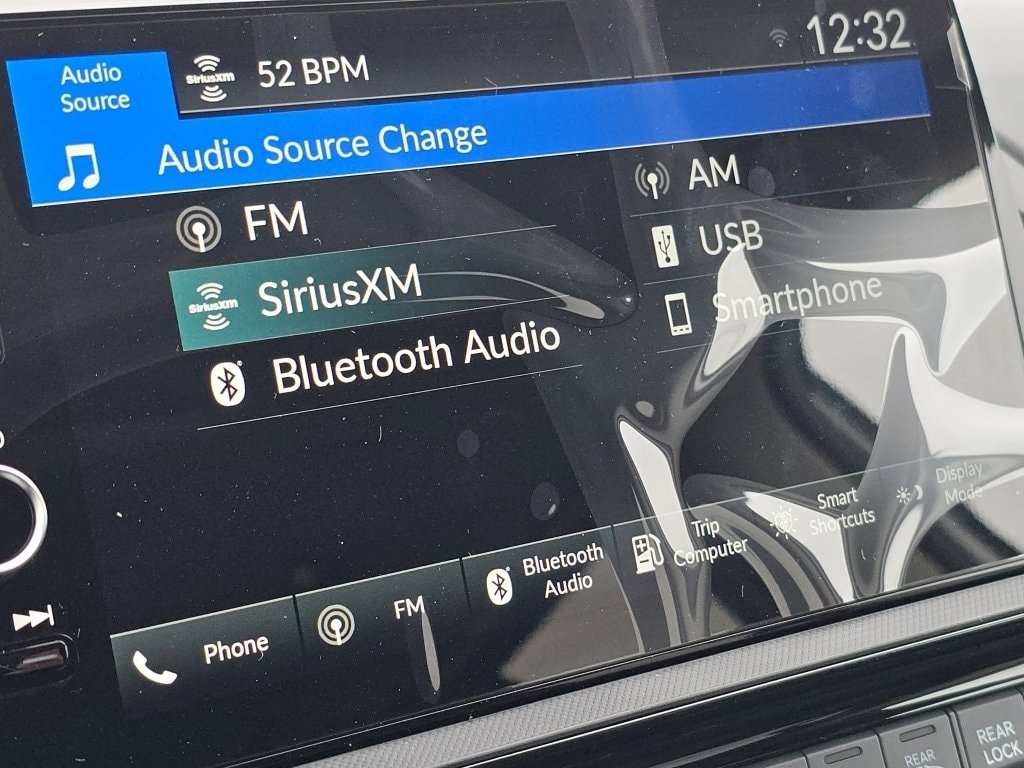 Audio
Source
SiriusXM
52 BPM
12:32
Audio Source Change
FM
AM
SiriusXM
SiriusXM
USB
Bluetooth Audio
Smartphone
Phone
FM
Bluetooth
Audio
Trip
Computer
Smart
Shortcuts
Display
Mode
REAR
REAR
LOCK